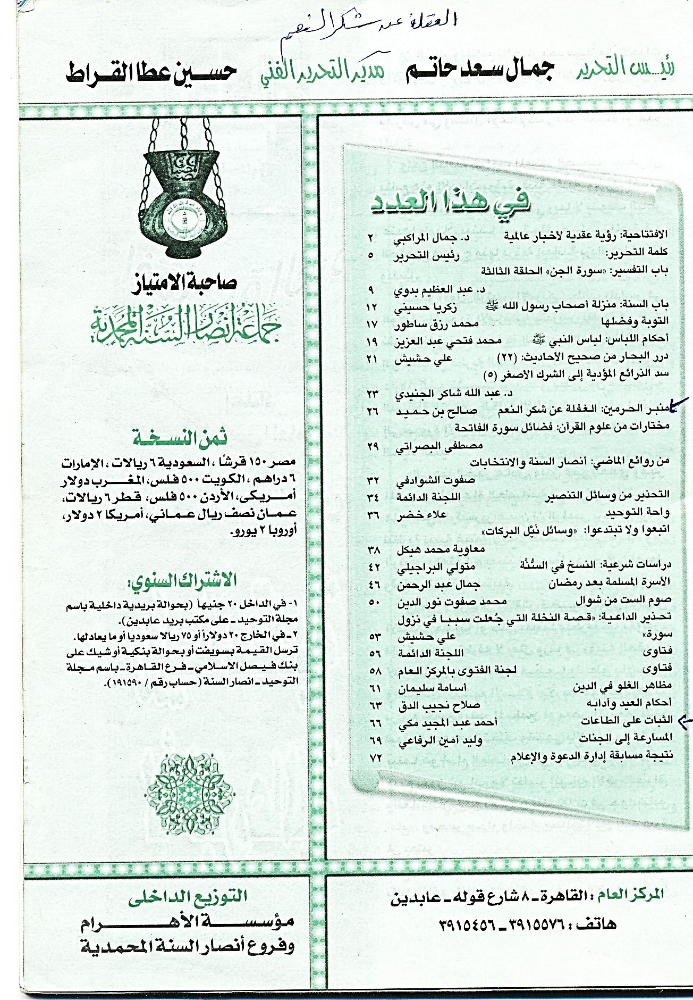 الغفلة عن شكر النعم
رئيس التحرير جمال سعد حاتم مدير التحرير الفني حسين عطا القراط
في هذا العدد
الافتتاحية: رؤية عقدية لأخبار عالمية د. جمال المراكبي ٢
كلمة التحرير: رئيس التحرير ٥
باب التفسير: «سورة الجن» الحلقة الثالثة
د. عبد العظيم بدوي ٩
باب السنة: منزلة أصحاب رسول الله ﷺ زكريا حسيني ١٢
التوبة وفضلها محمد رزق ساطور ١٧
أحكام اللباس: لباس النبي ﷺ محمد فتحي عبد العزيز ١٩
درر البحار من صحيح الأحاديث: (٢٢) علي حشيش ٢١
سد الذرائع المؤدية إلى الشرك الأصغر (٥)
د. عبد الله شاكر الجنيدي ٢٣
منبر الحرمين: الغفلة عن شكر النعم صالح بن حميد ٢٦
مختارات من علوم القرآن: فضائل سورة الفاتحة
مصطفى البصراتي ٢٩
من روائع الماضي: أنصار السنة والانتخابات
صفوت الشوادفي ٣٢
التحذير من وسائل التنصير اللجنة الدائمة ٣٤
واحة التوحيد علاء خضر ٣٦
اتبعوا ولا تبتدعوا: «وسائل نَيْل البركات»
معاوية محمد هيكل ٣٨
دراسات شرعية: النسخ في السُّنَّة متولي البراجيلي ٤٢
الأسرة المسلمة بعد رمضان جمال عبد الرحمن ٤٦
صوم الست من شوال محمد صفوت نور الدين ٥٠
تحذير الداعية: «قصة النخلة التي جُعلت سببا في نزول
سورة» علي حشيش ٥٣
فتاوى اللجنة الدائمة ٥٦
فتاوى لجنة الفتوى بالمركز العام ٥٨
مظاهر الغلو في الدين أسامة سليمان ٦١
أحكام العيد وآدابه صلاح نجيب الدق ٦٣
الثبات على الطاعات أحمد عبد المجيد مكي ٦٦
المسارعة إلى الجنات وليد أمين الرفاعي ٦٩
نتيجة مسابقة إدارة الدعوة والإعلام ٧٢
صاحبة الامتياز
جماعة أنصار السنة المحمدية
ثمن النسخة
مصر ١٥٠ قرشًا، السعودية ٦ ريالات، الإمارات
٦ دراهم، الكويت ٥٠٠ فلس، المغرب دولار
أمريكى، الأردن ٥٠٠ فلس، قطر ٦ ريالات،
عمان نصف ريال عماني، أمريكا ٢ دولار،
أوروبا ٢ يورو.
الاشتراك السنوي:
١- في الداخل ٢٠ جنيهاً (بحوالة بريدية داخلية باسم
مجلة التوحيد ـ على مكتب بريد عابدين).
٢ـ في الخارج ٢٠ دولاراً أو ٧٥ ريالا سعوديا أو ما يعادلها.
ترسل القيمة بسويفت أو بحوالة بنكية أو شيك على
بنك فيصل الاسلامي ـ فرع القاهرة ـ باسم مجلة
التوحيد ـ انصار السنة (حساب رقم / ١٩١٥٩٠).
المركز العام : القاهرة ـ ٨ شارع قوله ـ عابدين
هاتف : ٣٩١٥٥٧٦ ـ ٣٩١٥٤٥٦
التوزيع الداخلى
مؤسسة الأهرام
وفروع أنصار السنة المحمدية